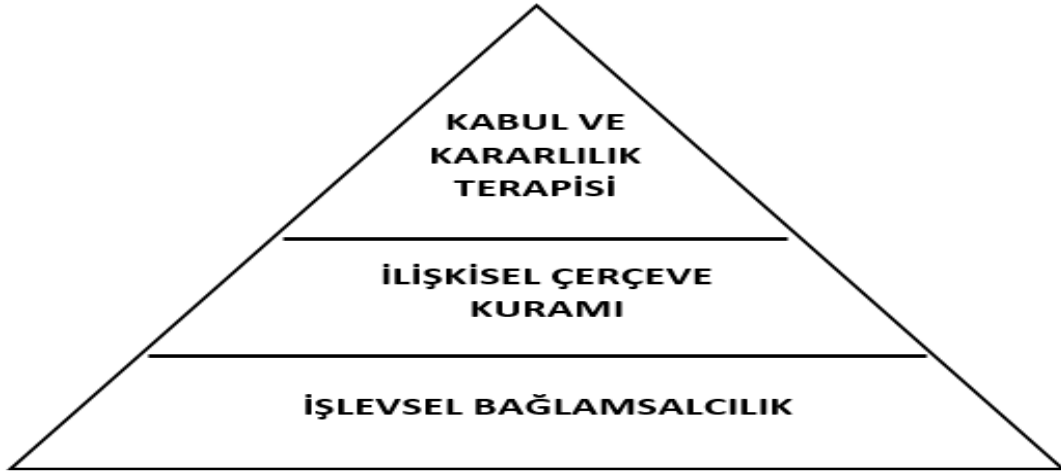 KABUL VE
KARARLILIK
TERAPİSİ
İLİŞKİSEL ÇERÇEVE
KURAMI
İŞLEVSEL BAĞLAMSALCILIK